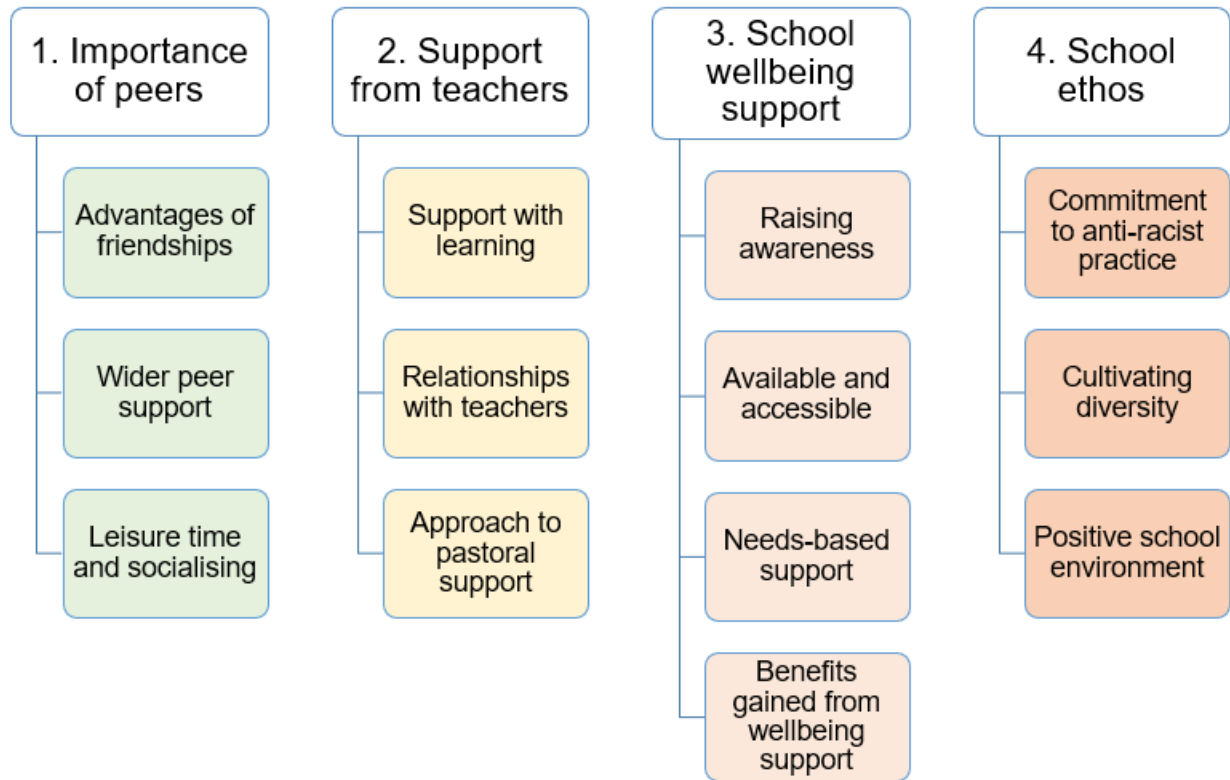 1. Importance
of peers
Advantages of
friendships
Wider peer
support
Leisure time
and socialising
2. Support
from teachers
Support with
learning
Relationships
with teachers
Approach to
pastoral
support
3. School
wellbeing
support
Raising
awareness
Available and
accessible
Needs-based
support
Benefits
gained from
wellbeing
support
4. School
ethos
Commitment
to anti-racist
practice
Cultivating
diversity
Positive school
environment